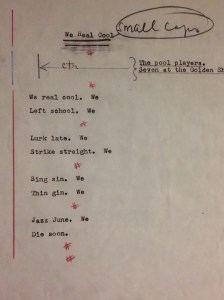 We Real Cool
small caps
The pool players.
Seven at the Golden Sh
We real cool. We
Left school. We
#
Lurk late. We
Strike straight. We
#
Sing sin. We
Thin gin. We
#
Jazz June. We
Die soon.
#
#